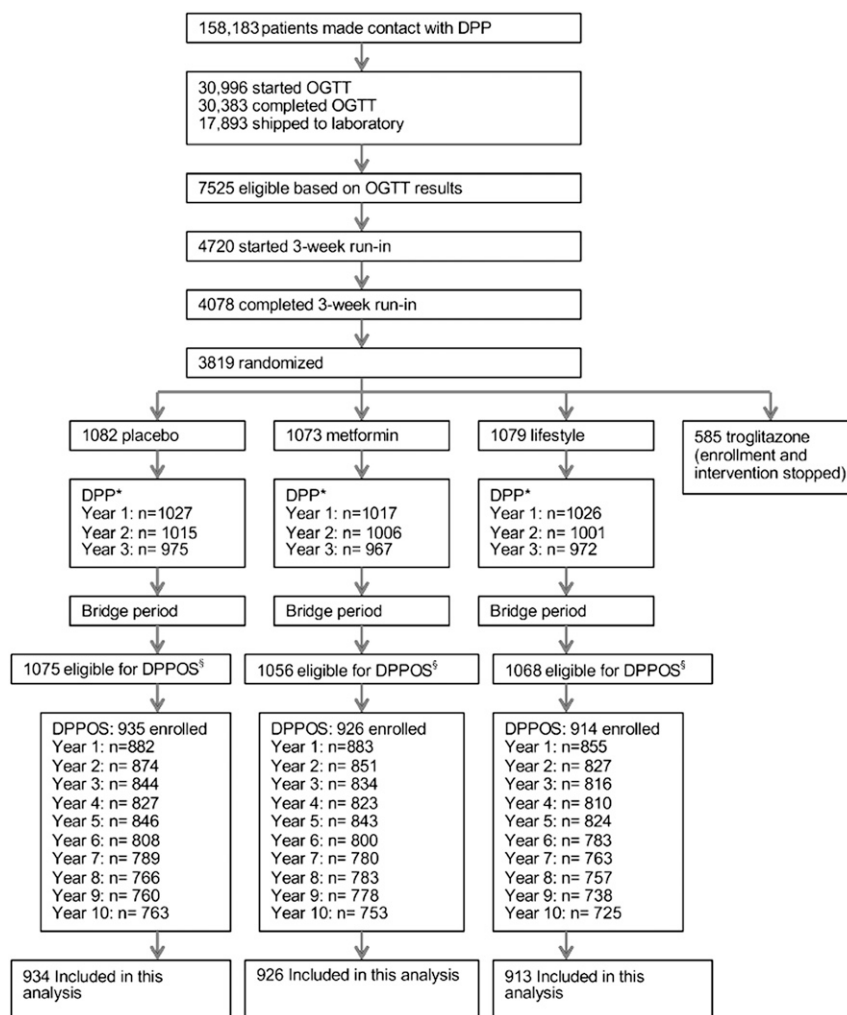 158,183 patients made contact with DPP
30,996 started OGTT
30,383 completed OGTT
17,893 shipped to laboratory
7525 eligible based on OGTT results
4720 started 3-week run-in
4078 completed 3-week run-in
3819 randomized
1082 placebo
1073 metformin
1079 lifestyle
585 troglitazone
(enrollment and
intervention stopped)
DPP*
Year 1: n=1027
Year 2: n= 1015
Year 3: n= 975
DPP*
Year 1: n=1017
Year 2: n= 1006
Year 3: n= 967
DPP*
Year 1: n=1026
Year 2: n= 1001
Year 3: n= 972
Bridge period
Bridge period
Bridge period
1075 eligible for DPPOS§
1056 eligible for DPPOS§
1068 eligible for DPPOS§
DPPOS: 935 enrolled
Year 1: n=882
Year 2: n= 874
Year 3: n= 844
Year 4: n= 827
Year 5: n= 846
Year 6: n= 808
Year 7: n= 789
Year 8: n= 766
Year 9: n= 760
Year 10: n= 763
DPPOS: 926 enrolled
Year 1: n=883
Year 2: n= 851
Year 3: n= 834
Year 4: n= 823
Year 5: n= 843
Year 6: n= 800
Year 7: n= 780
Year 8: n= 783
Year 9: n= 778
Year 10: n= 753
DPPOS: 914 enrolled
Year 1: n=855
Year 2: n= 827
Year 3: n= 816
Year 4: n= 810
Year 5: n= 824
Year 6: n= 783
Year 7: n= 763
Year 8: n= 757
Year 9: n= 738
Year 10: n= 725
934 Included in this
analysis
926 Included in this analysis
913 Included in this
analysis